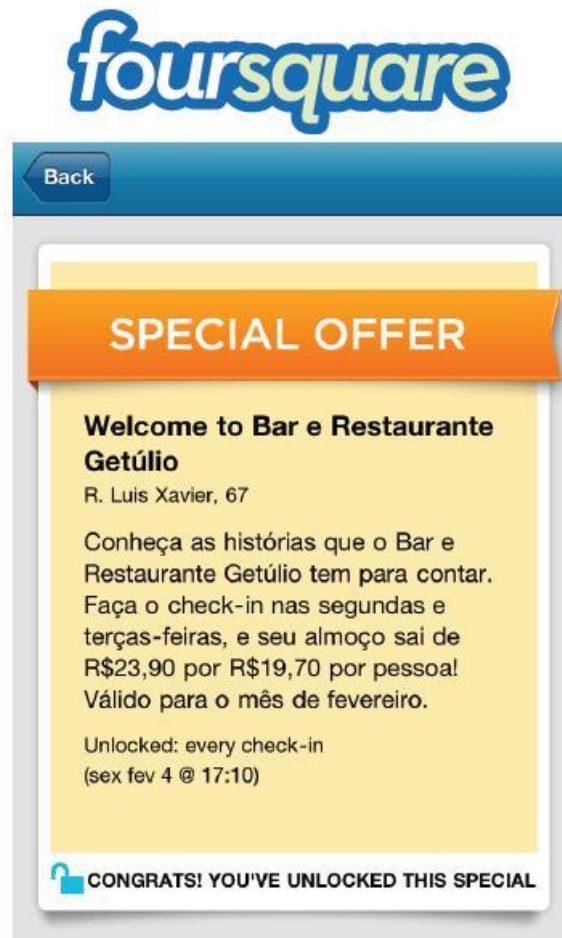 foursquare
Back
SPECIAL OFFER
Welcome to Bar e Restaurante
Getúlio
R. Luis Xavier, 67
Conheça as histórias que o Bar e
Restaurante Getúlio tem para contar.
Faça o check-in nas segundas e
terças-feiras, e seu almoço sai de
R$23,90 por R$19,70 por pessoa!
Válido para o mês de fevereiro.
Unlocked: every check-in
(sex fev 4 @ 17:10)
CONGRATS! YOU'VE UNLOCKED THIS SPECIAL